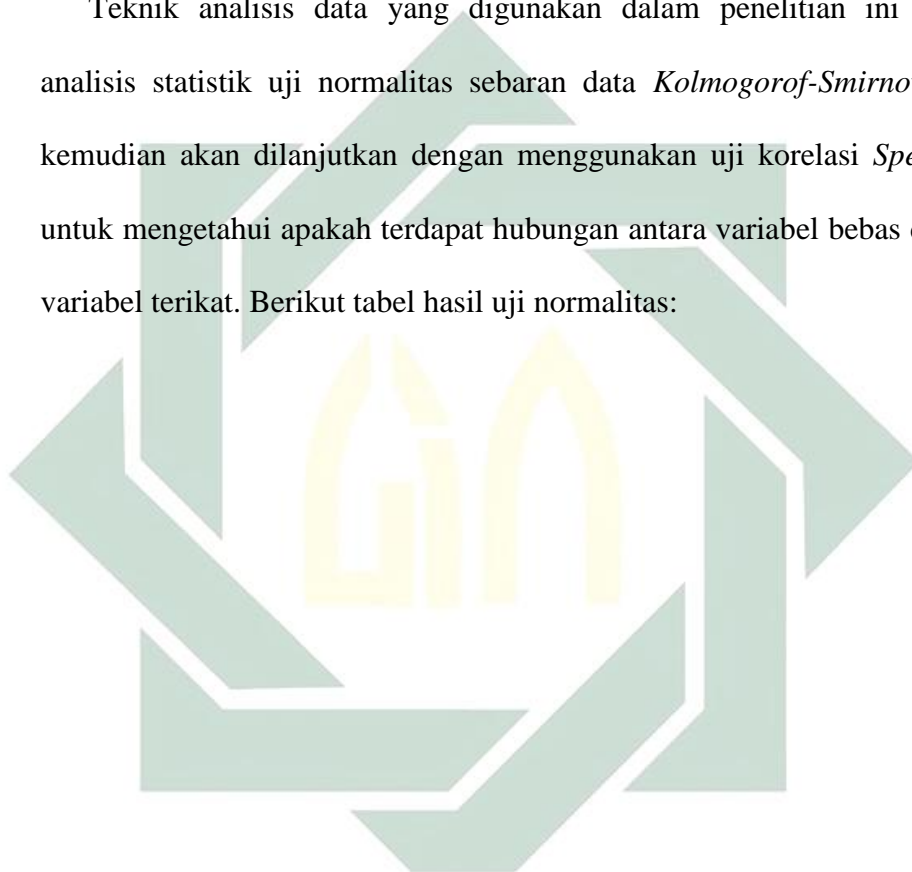 Teknik analisis data yang digunakan dalam penelitian ini
analisis statistik uji normalitas sebaran data Kolmogorof-Smirno
kemudian akan dilanjutkan dengan menggunakan uji korelasi
untuk mengetahui apakah terdapat hubungan antara variabel bebas
variabel terikat. Berikut tabel hasil uji normalitas: